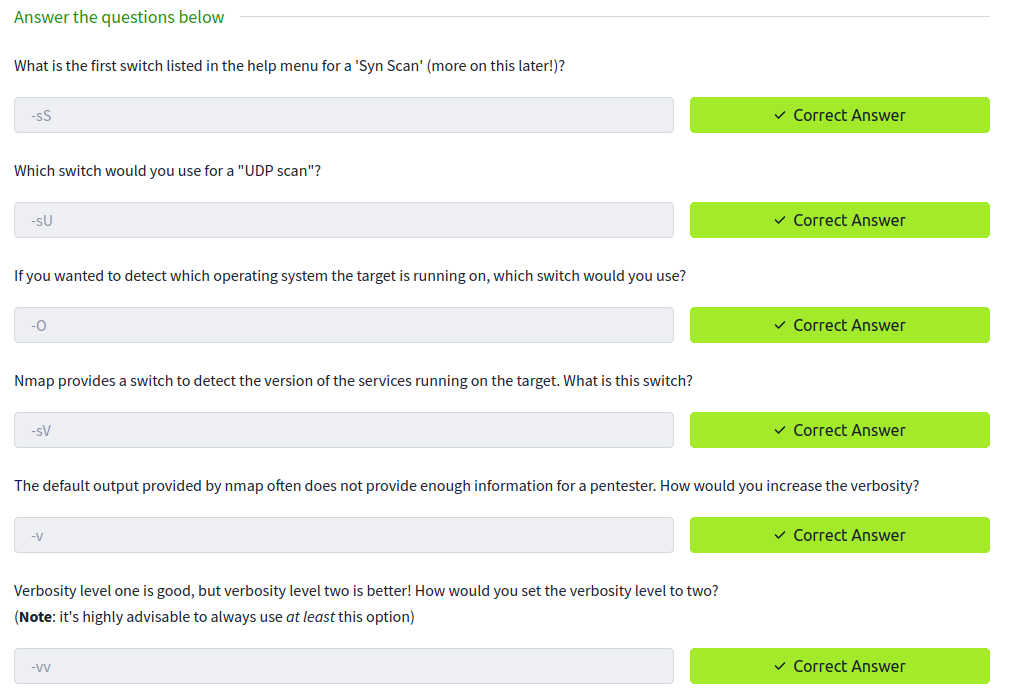 Answer the questions below
What is the first switch listed in the help menu for a 'Syn Scan' (more on this later!)?
-sS
✓ Correct Answer
Which switch would you use for a "UDP scan"?
-sU
✓ Correct Answer
If you wanted to detect which operating system the target is running on, which switch would you use?
-O
✓ Correct Answer
Nmap provides a switch to detect the version of the services running on the target. What is this switch?
-sV
✓ Correct Answer
The default output provided by nmap often does not provide enough information for a pentester. How would you increase the verbosity?
-v
✓ Correct Answer
Verbosity level one is good, but verbosity level two is better! How would you set the verbosity level to two?
(Note: it's highly advisable to always use at least this option)
-vv
✓ Correct Answer